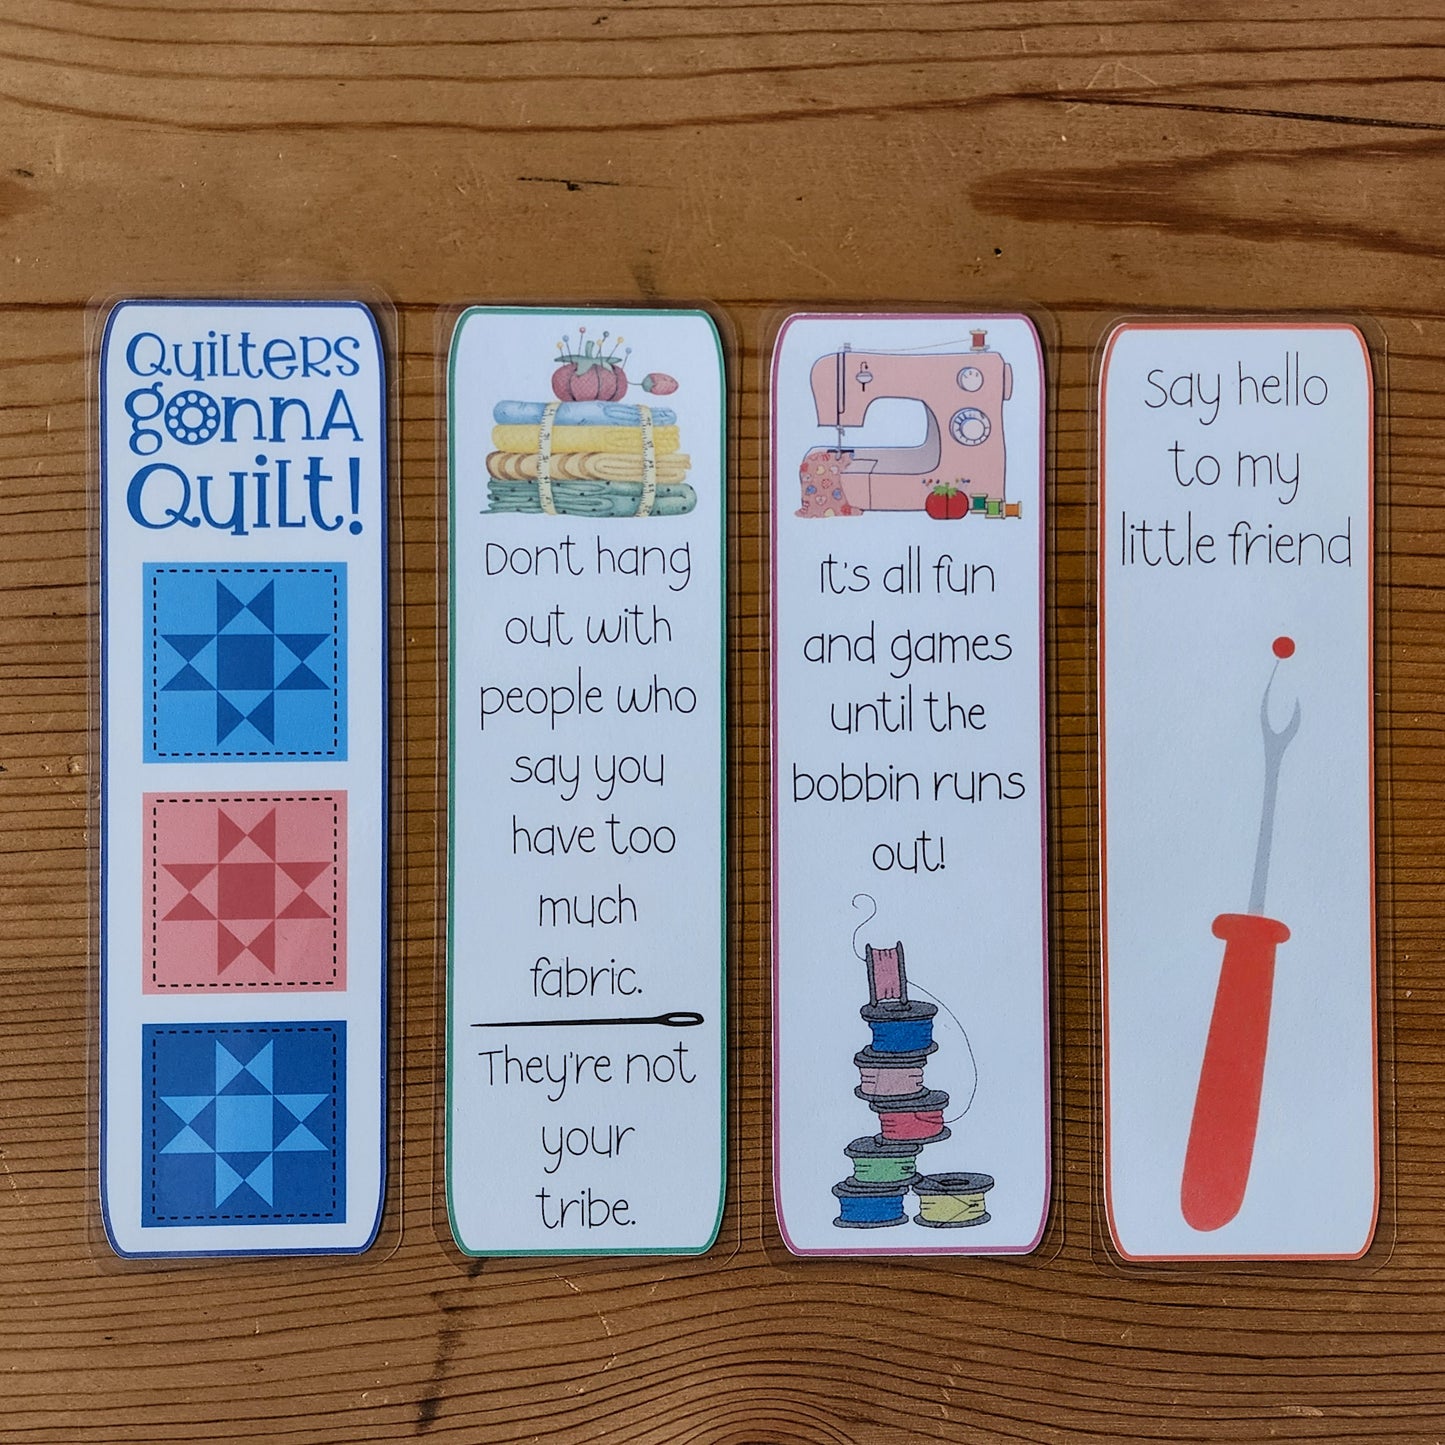 Quilters
gonna
Quilt!
Don't hang
out with
people who
say you
have too
much
fabric.
They're not
your
tribe.
It's all fun
and games
until the
bobbin runs
out!
Say hello
to my
little friend